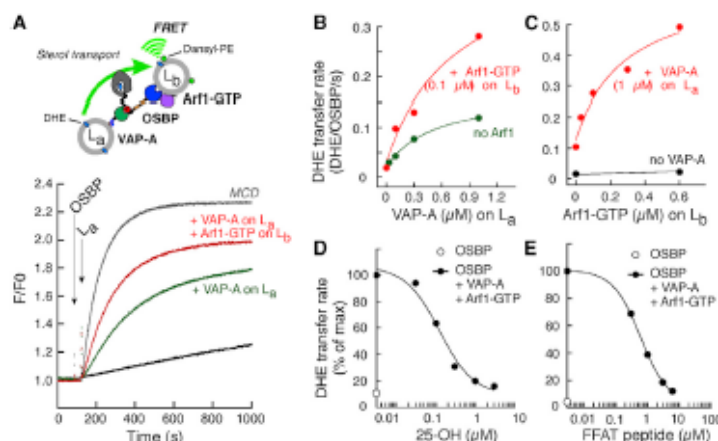 A
FRET
Sterol transport
Dansyl-PE
Lb
Arf1-GTP
OSBP
DHE
La
VAP-A
OSBP
La
MCD
+ VAP-A on La
+ Arf1-GTP on Lb
+ VAP-A on La
F/F0
2.4
2.2
2.0
1.8
1.6
1.4
1.2
1.0
0 200 400 600 800 1000
Time (s)
B
DHE transfer rate
(DHE/OSBP/s)
0.3
0.2
0.1
0
+ Arf1-GTP
(0.1 µM) on Lb
no Arf1
0 0.3 0.6 0.9 1.2
VAP-A (µM) on La
C
0.5
0.4
0.3
0.2
0.1
0
+ VAP-A
(1 µM) on La
no VAP-A
0 0.2 0.4 0.6
Arf1-GTP (µM) on Lb
D
OSBP
OSBP
+ VAP-A
+ Arf1-GTP
DHE transfer rate
(% of max)
100
80
60
40
20
0
0.01 0.1 1 10
25-OH (µM)
E
OSBP
OSBP
+ VAP-A
+ Arf1-GTP
100
80
60
40
20
0
0.01 0.1 1 10
FFAT peptide (µM)